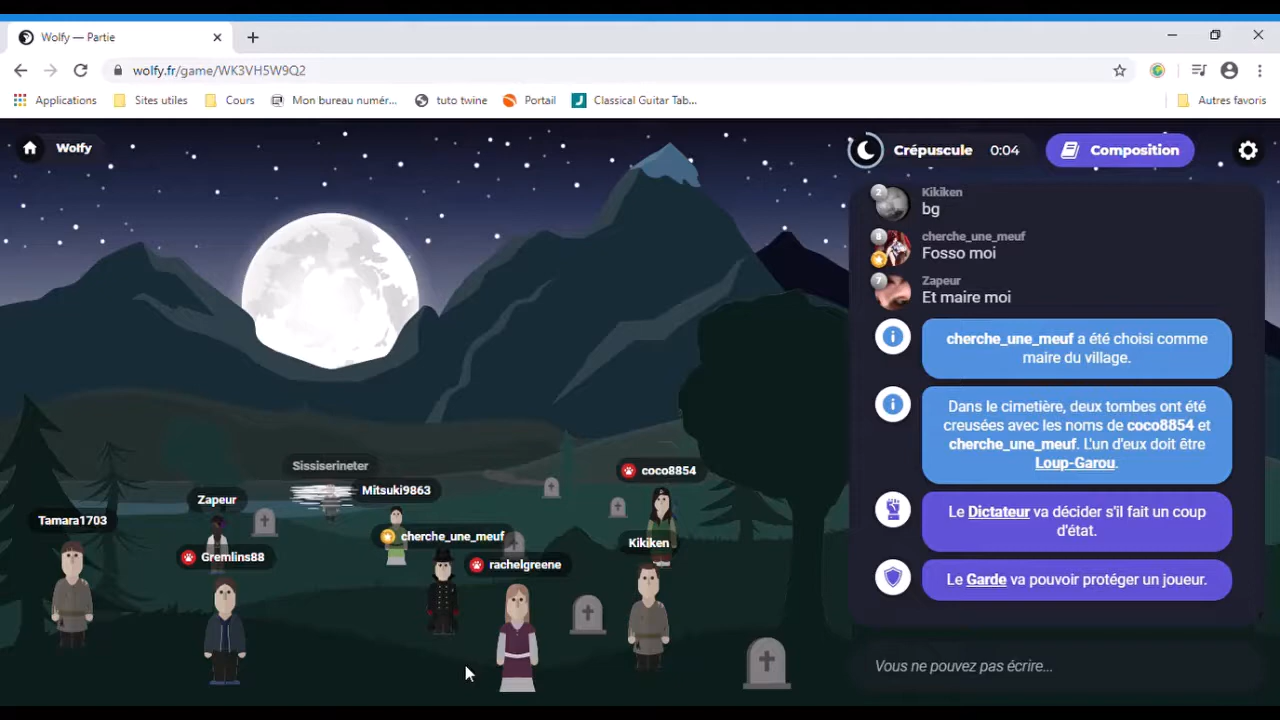 Wolfy — Partie
wolfy.fr/game/WK3VH5W9Q2
Applications
Sites utiles
Cours
Mon bureau numér...
tuto twine
Portail
Classical Guitar Tab...
Autres favoris
Wolfy
Crépuscule 0:04
Composition
2
Kikiken
bg
8
cherche_une_meuf
Fosso moi
7
Zapeur
Et maire moi
cherche_une_meuf a été choisi comme
maire du village.
Dans le cimetière, deux tombes ont été
creusées avec les noms de coco8854 et
cherche_une_meuf. L'un d'eux doit être
Loup-Garou.
Le Dictateur va décider s'il fait un coup
d'état.
Le Garde va pouvoir protéger un joueur.
Vous ne pouvez pas écrire...
Sissiserineter
coco8854
Mitsuki9863
Zapeur
Tamara1703
cherche_une_meuf
Kikiken
Gremlins88
rachelgreene